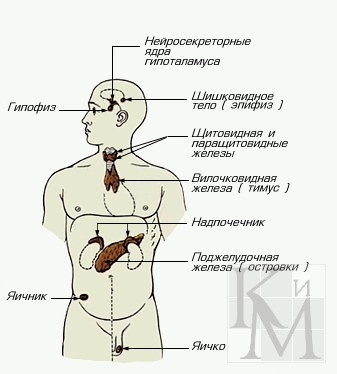 Нейросекреторные
ядра
гипоталамуса
Гипофиз
Шишковидное
тело ( эпифиз )
Щитовидная и
паращитовидные
железы
Вилочковидная
железа ( тимус )
Надпочечник
Поджелудочная
железа ( островки )
Яичник
Яичко
К и М